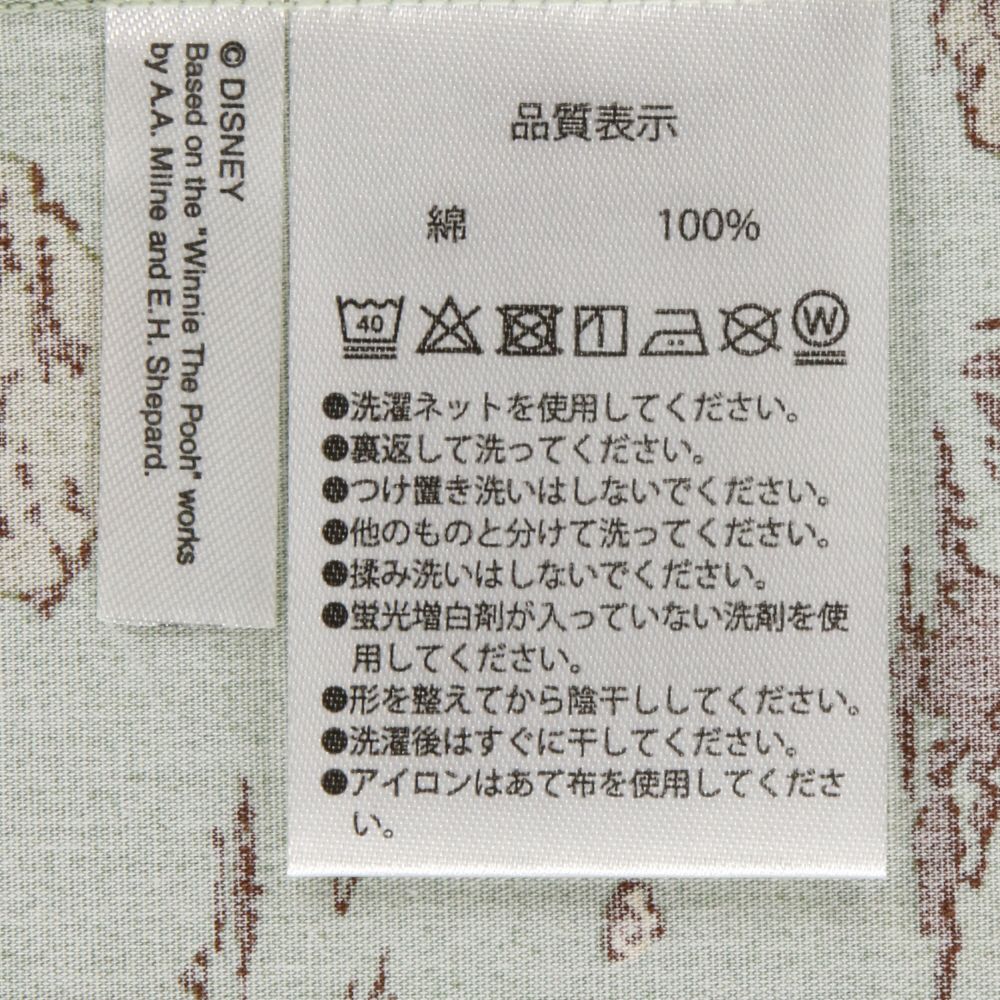 © DISNEY
Based on the "Winnie The Pooh" works
by A.A. Milne and E.H. Shepard.
品質表示
綿 100%
40
W
●洗濯ネットを使用してください。
●裏返して洗ってください。
●つけ置き洗いはしないでください。
●他のものと分けて洗ってください。
●揉み洗いはしないでください。
●蛍光増白剤が入っていない洗剤を使
用してください。
●形を整えてから陰干ししてください。
●洗濯後はすぐに干してください。
●アイロンはあて布を使用してくださ
い。